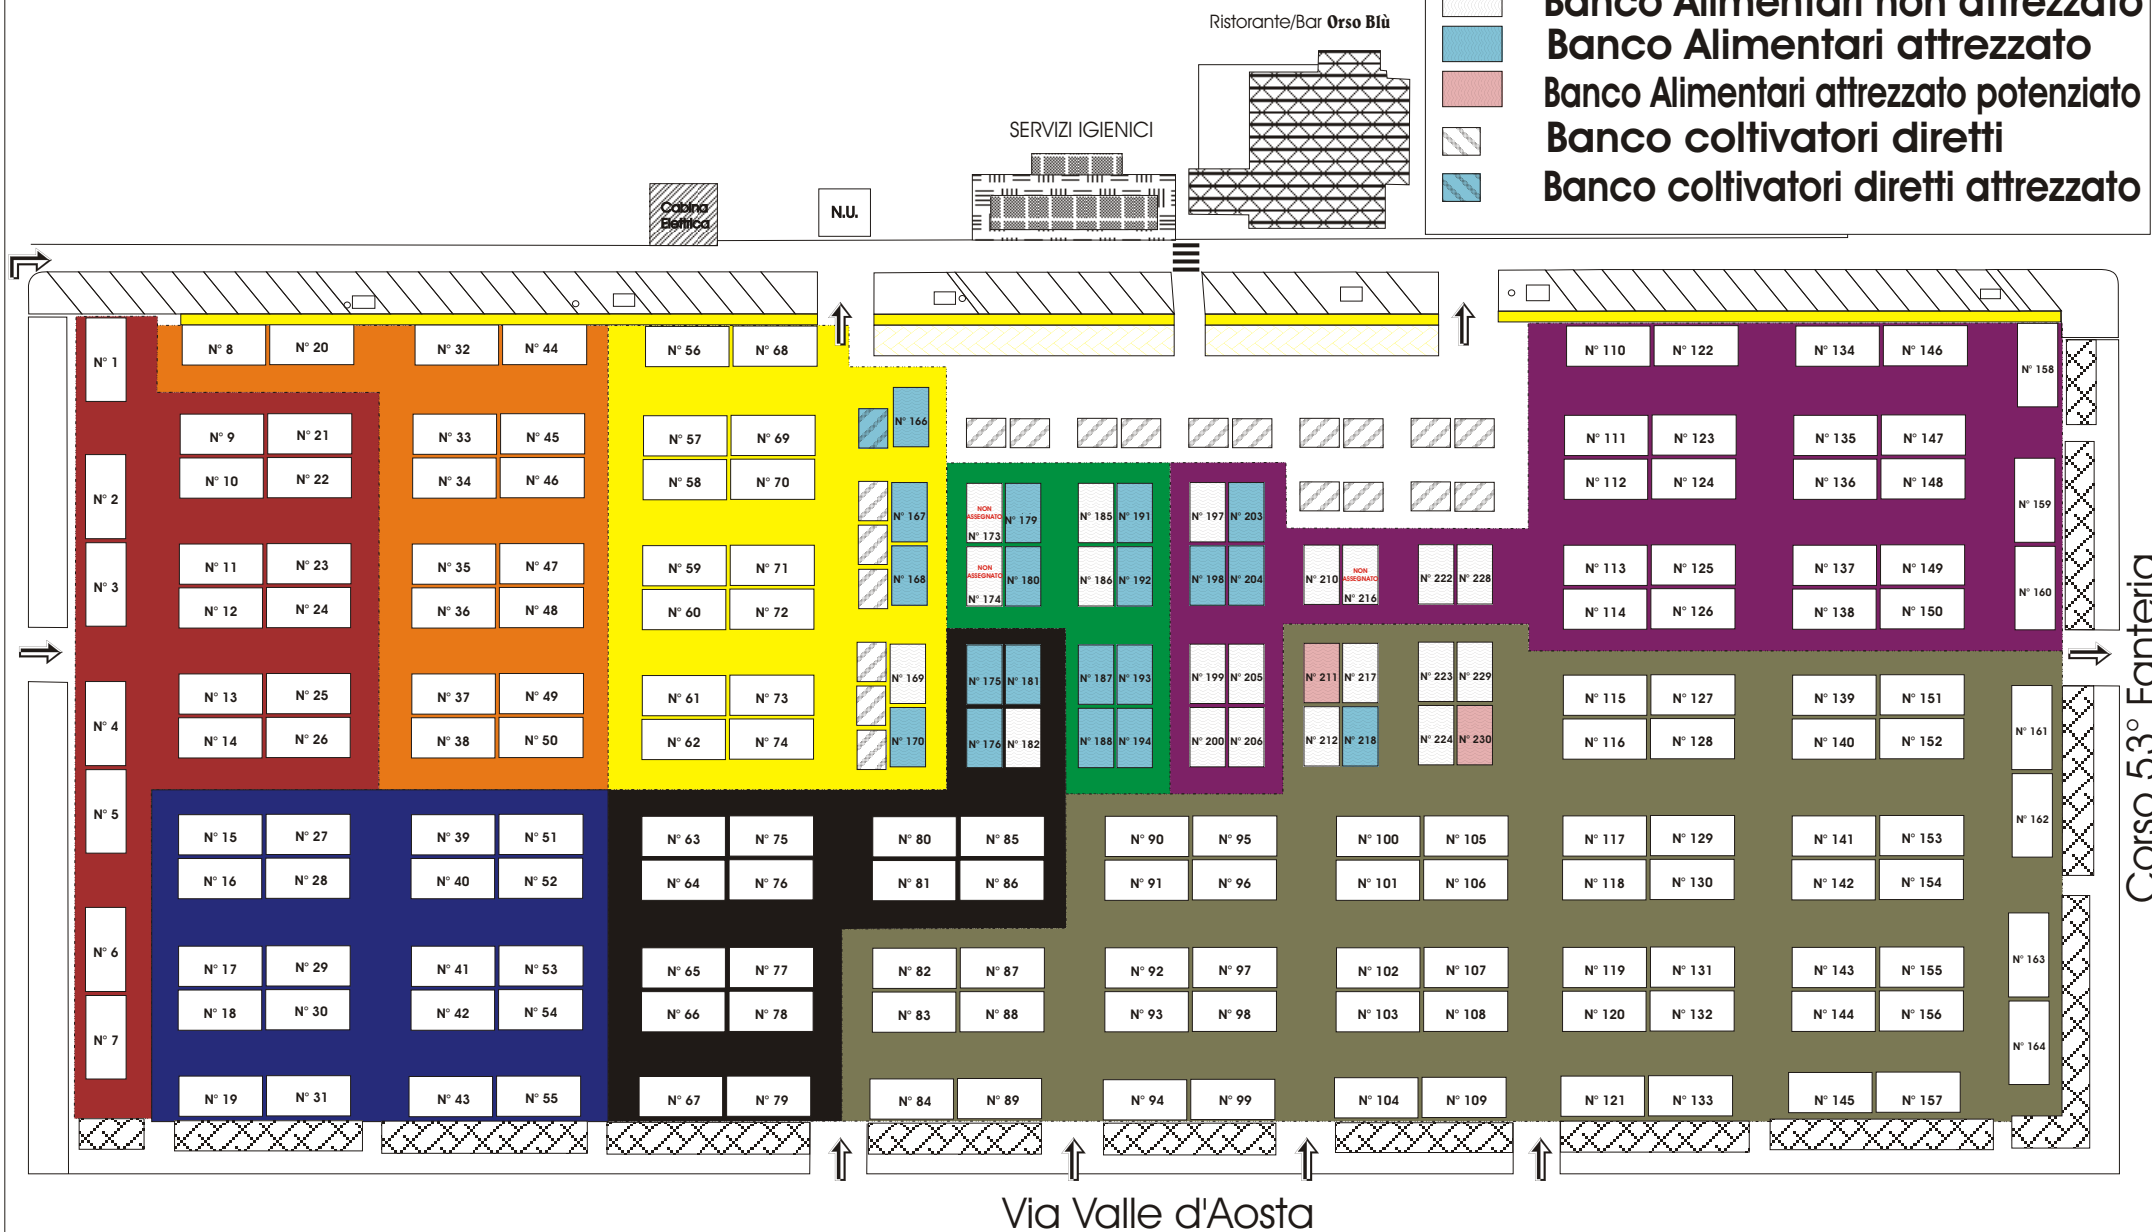 Banco Alimentari non attrezzato
Banco Alimentari attrezzato
Banco Alimentari attrezzato potenziato
Banco coltivatori diretti
Banco coltivatori diretti attrezzato
Ristorante/Bar Orso Blù
SERVIZI IGIENICI
Cabina
Elettrica
N.U.
N° 1
N° 8 N° 20 N° 32 N° 44 N° 56 N° 68 N° 110 N° 122 N° 134 N° 146 N° 158
N° 166
N° 9 N° 21 N° 33 N° 45 N° 57 N° 69 N° 111 N° 123 N° 135 N° 147
N° 10 N° 22 N° 34 N° 46 N° 58 N° 70 N° 112 N° 124 N° 136 N° 148
N° 2 N° 159
N° 167 NON ASSEGNATO N° 173 N° 179 N° 185 N° 191 N° 197 N° 203
N° 11 N° 23 N° 35 N° 47 N° 59 N° 71 N° 113 N° 125 N° 137 N° 149
N° 3 N° 160
N° 168 NON ASSEGNATO N° 174 N° 180 N° 186 N° 192 N° 198 N° 204 N° 210 NON ASSEGNATO N° 216 N° 222 N° 228
N° 12 N° 24 N° 36 N° 48 N° 60 N° 72 N° 114 N° 126 N° 138 N° 150
N° 169 N° 175 N° 181 N° 187 N° 193 N° 199 N° 205 N° 211 N° 217 N° 223 N° 229
N° 13 N° 25 N° 37 N° 49 N° 61 N° 73 N° 115 N° 127 N° 139 N° 151
N° 4 N° 161
N° 14 N° 26 N° 38 N° 50 N° 62 N° 74 N° 170 N° 176 N° 182 N° 188 N° 194 N° 200 N° 206 N° 212 N° 218 N° 224 N° 230 N° 116 N° 128 N° 140 N° 152
N° 5 N° 162
N° 15 N° 27 N° 39 N° 51 N° 63 N° 75 N° 80 N° 85 N° 90 N° 95 N° 100 N° 105 N° 117 N° 129 N° 141 N° 153
N° 16 N° 28 N° 40 N° 52 N° 64 N° 76 N° 81 N° 86 N° 91 N° 96 N° 101 N° 106 N° 118 N° 130 N° 142 N° 154
N° 6 N° 163
N° 17 N° 29 N° 41 N° 53 N° 65 N° 77 N° 82 N° 87 N° 92 N° 97 N° 102 N° 107 N° 119 N° 131 N° 143 N° 155
N° 18 N° 30 N° 42 N° 54 N° 66 N° 78 N° 83 N° 88 N° 93 N° 98 N° 103 N° 108 N° 120 N° 132 N° 144 N° 156
N° 7 N° 164
N° 19 N° 31 N° 43 N° 55 N° 67 N° 79 N° 84 N° 89 N° 94 N° 99 N° 104 N° 109 N° 121 N° 133 N° 145 N° 157
Corso 53° Fanteria
Via Valle d'Aosta